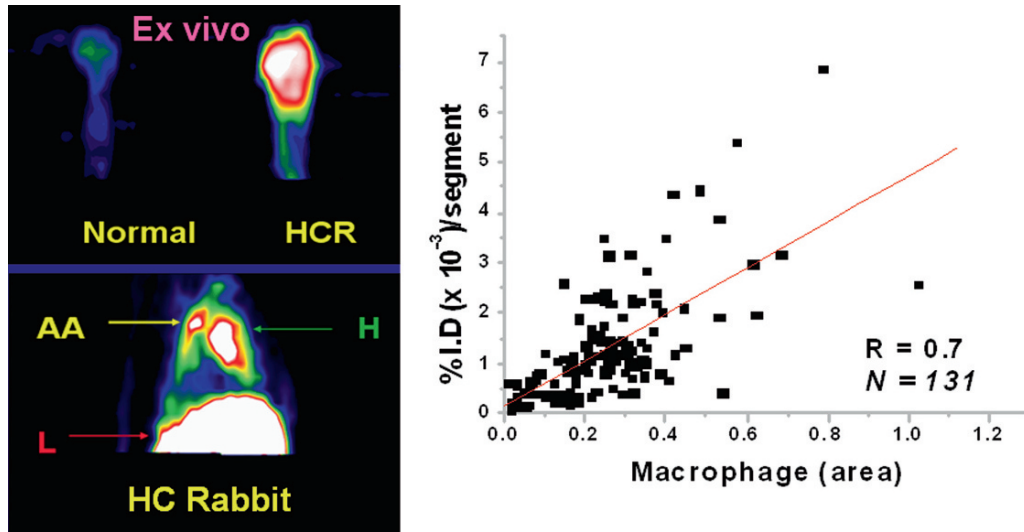 Ex vivo
Normal HCR
AA
H
L
HC Rabbit
%I.D (x 10⁻³)/segment
7
6
5
4
3
2
1
0
R = 0.7
N = 131
0.0 0.2 0.4 0.6 0.8 1.0 1.2
Macrophage (area)